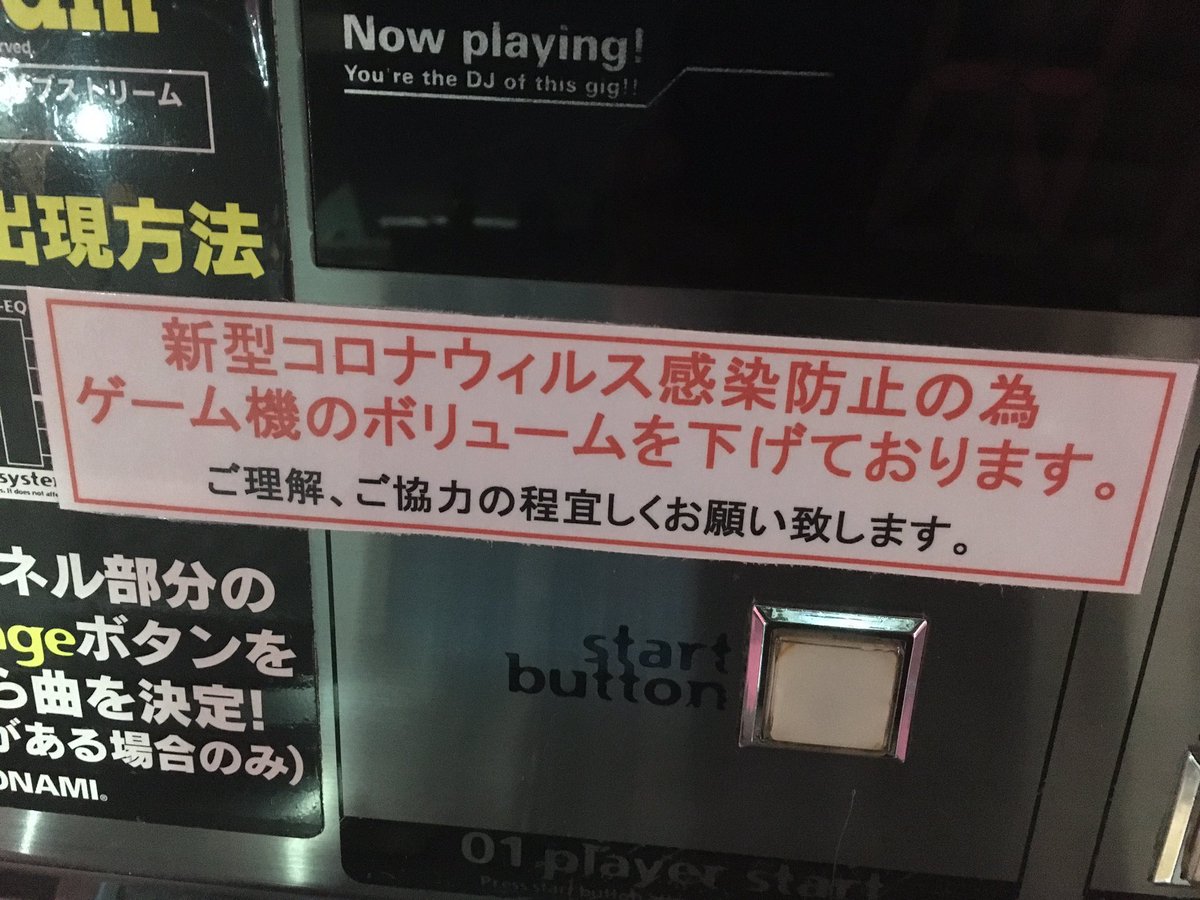 Now playing!
You're the DJ of this gig!!
ブストリーム
出現方法
-EQ
新型コロナウィルス感染防止の為
ゲーム機のボリュームを下げております。
ご理解、ご協力の程宜しくお願い致します。
ネル部分の
ボタンを
ら曲を決定!
がある場合のみ)
KONAMI
start
button
01 player start
Press start button